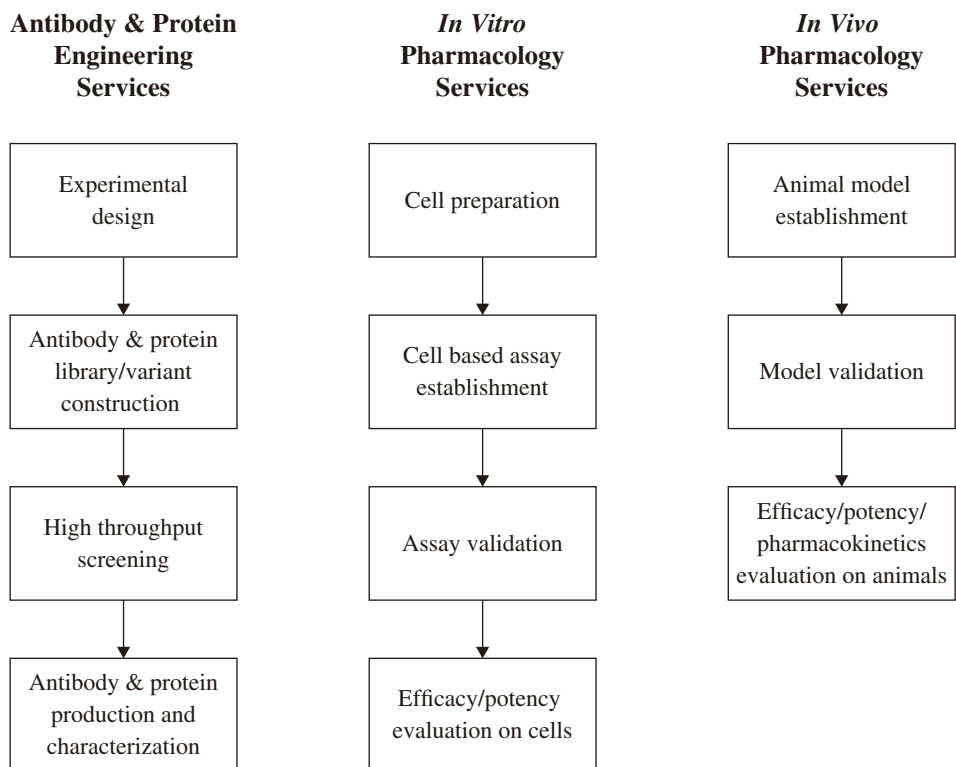 Antibody & Protein
Engineering
Services
Experimental
design
Antibody & protein
library/variant
construction
High throughput
screening
Antibody & protein
production and
characterization
In Vitro
Pharmacology
Services
Cell preparation
Cell based assay
establishment
Assay validation
Efficacy/potency
evaluation on cells
In Vivo
Pharmacology
Services
Animal model
establishment
Model validation
Efficacy/potency/
pharmacokinetics
evaluation on animals